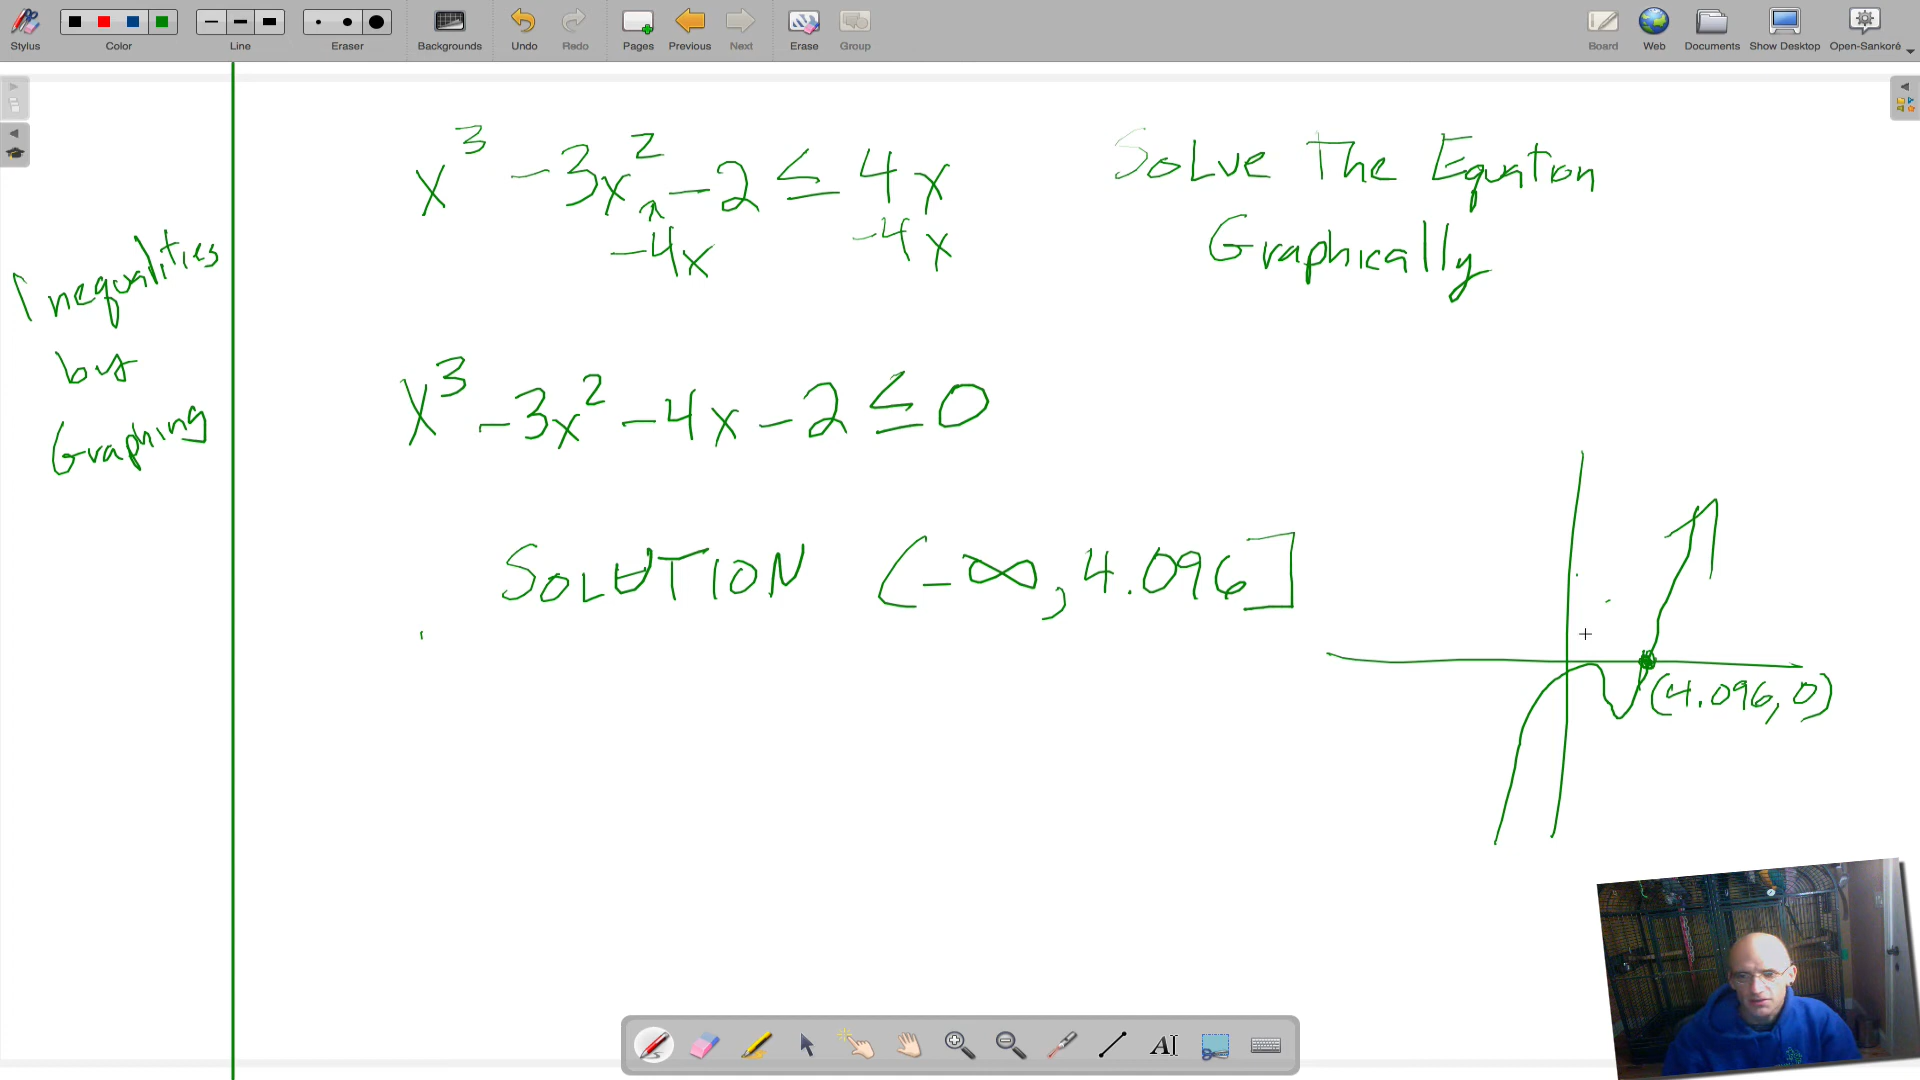 Stylus
Color
Line
Eraser
Backgrounds
Undo
Redo
Pages
Previous
Next
Erase
Group
Board
Web
Documents
Show Desktop
Open-Sankoré
x³ -3x² -2 ≤ 4x
-4x -4x
Solve The Equation
Graphically
Inequalities
by
Graphing
x³ -3x² -4x -2 ≤ 0
SOLUTION (-∞, 4.096]
(4.096, 0)